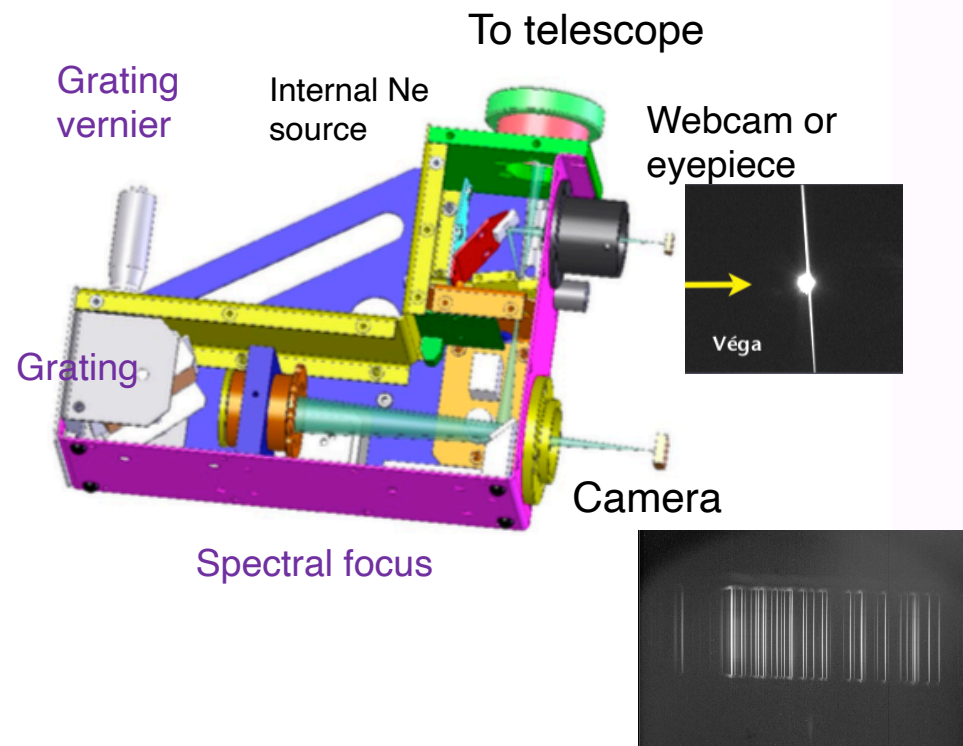 To telescope
Grating
vernier
Internal Ne
source
Webcam or
eyepiece
Véga
Grating
Camera
Spectral focus